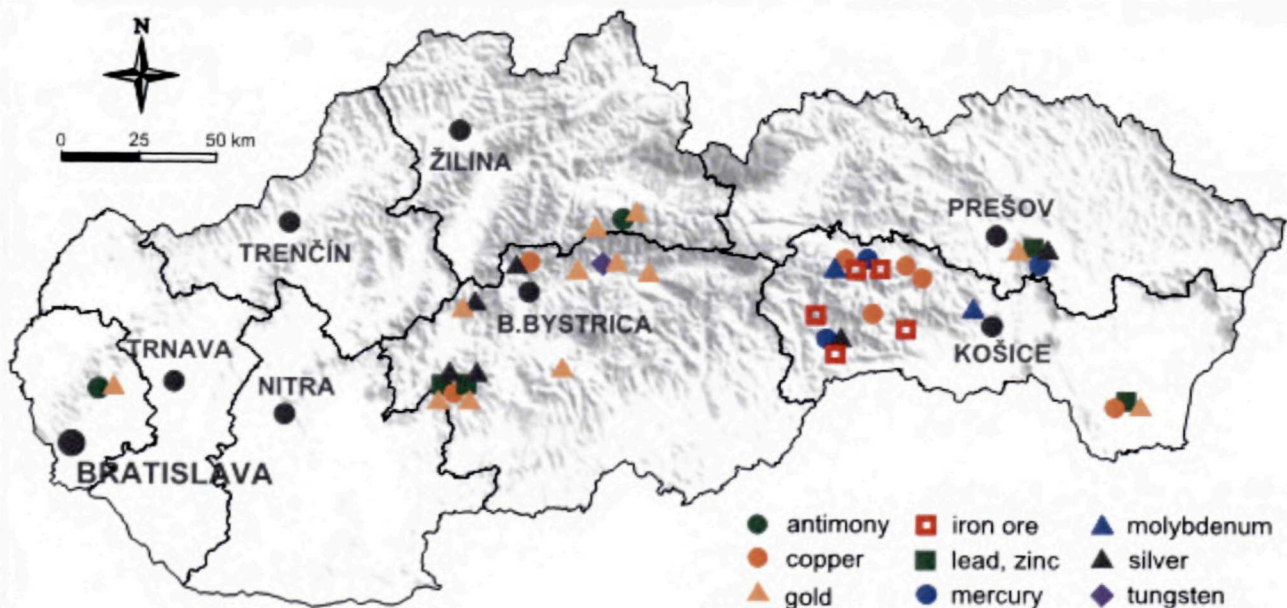 N
0 25 50 km
ŽILINA
PREŠOV
TRENČÍN
B.BYSTRICA
TRNAVA
NITRA
KOŠICE
BRATISLAVA
antimony iron ore molybdenum
copper lead, zinc silver
gold mercury tungsten